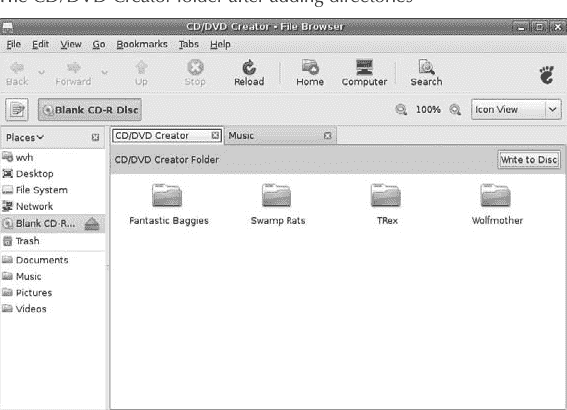 The CD/DVD Creator folder after adding directories
CD/DVD Creator - File Browser
File Edit View Go Bookmarks Tabs Help
Back Forward Up Stop Reload Home Computer Search
Blank CD-R Disc 100% Icon View
Places CD/DVD Creator Music
CD/DVD Creator Folder Write to Disc
wvh
Desktop
File System
Network
Blank CD-R...
Trash
Documents
Music
Pictures
Videos
Fantastic Baggies Swamp Rats TRex Wolfmother